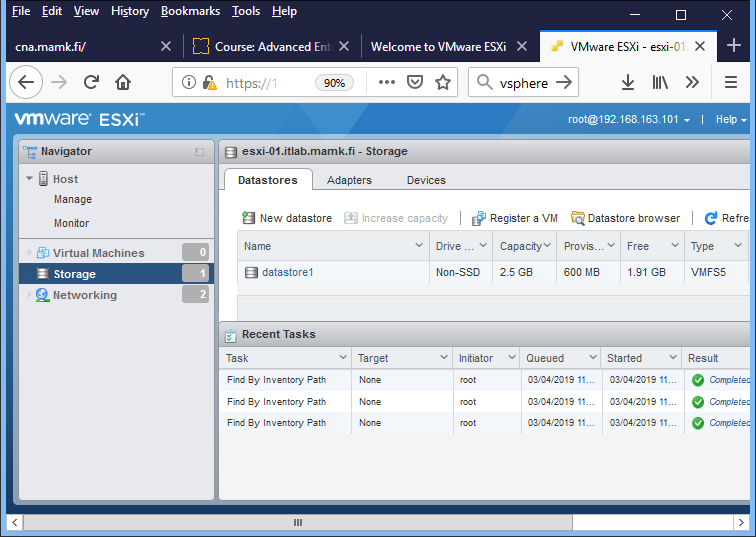 File Edit View History Bookmarks Tools Help
cna.mamk.fi/ Course: Advanced Ent Welcome to VMware ESXi VMware ESXi - esxi-01.
https://1 90% vsphere
vmware ESXi™ root@192.168.163.101 | Help
Navigator
Host
Manage
Monitor
Virtual Machines 0
Storage 1
Networking 2
esxi-01.itlab.mamk.fi - Storage
Datastores Adapters Devices
New datastore Increase capacity Register a VM Datastore browser Refre
Name Drive ... Capacity Provis... Free Type
datastore1 Non-SSD 2.5 GB 600 MB 1.91 GB VMFS5
Recent Tasks
Task Target Initiator Queued Started Result
Find By Inventory Path None root 03/04/2019 11... 03/04/2019 11... Completed
Find By Inventory Path None root 03/04/2019 11... 03/04/2019 11... Completed
Find By Inventory Path None root 03/04/2019 11... 03/04/2019 11... Completed